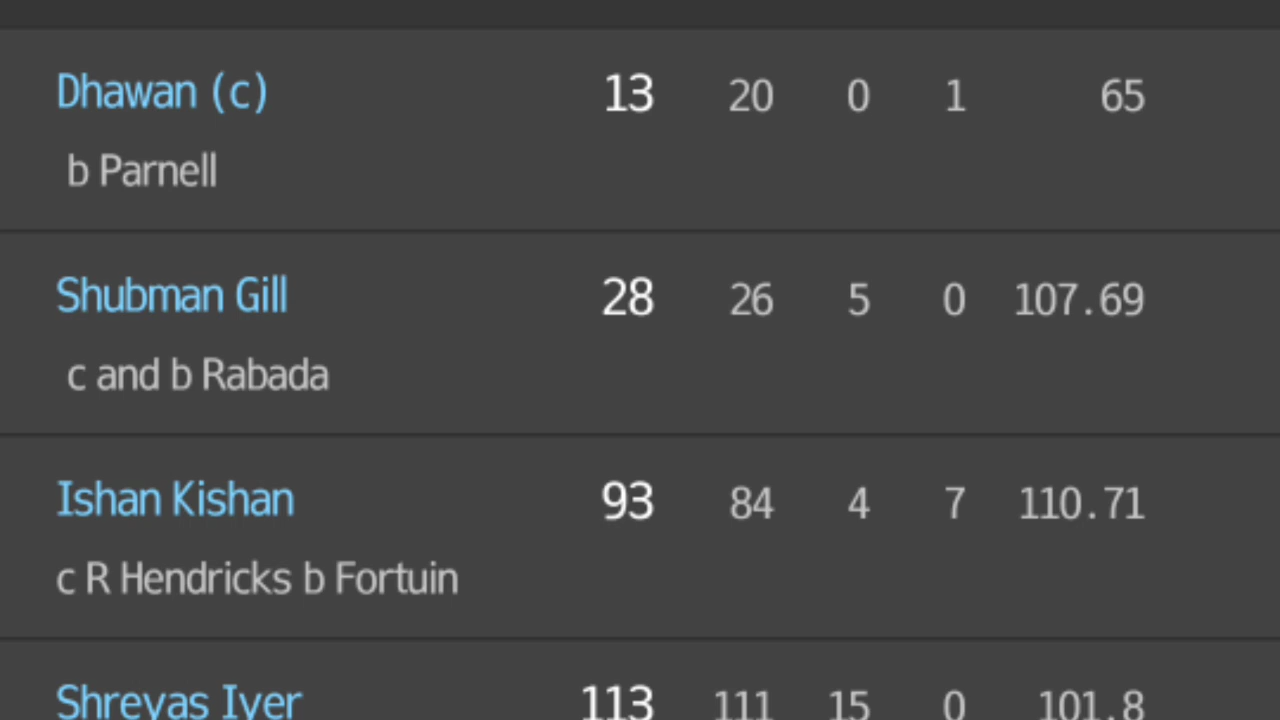 Dhawan (c) 13 20 0 1 65
b Parnell
Shubman Gill 28 26 5 0 107.69
c and b Rabada
Ishan Kishan 93 84 4 7 110.71
c R Hendricks b Fortuin
Shreyas Iyer 113 111 15 0 101.8